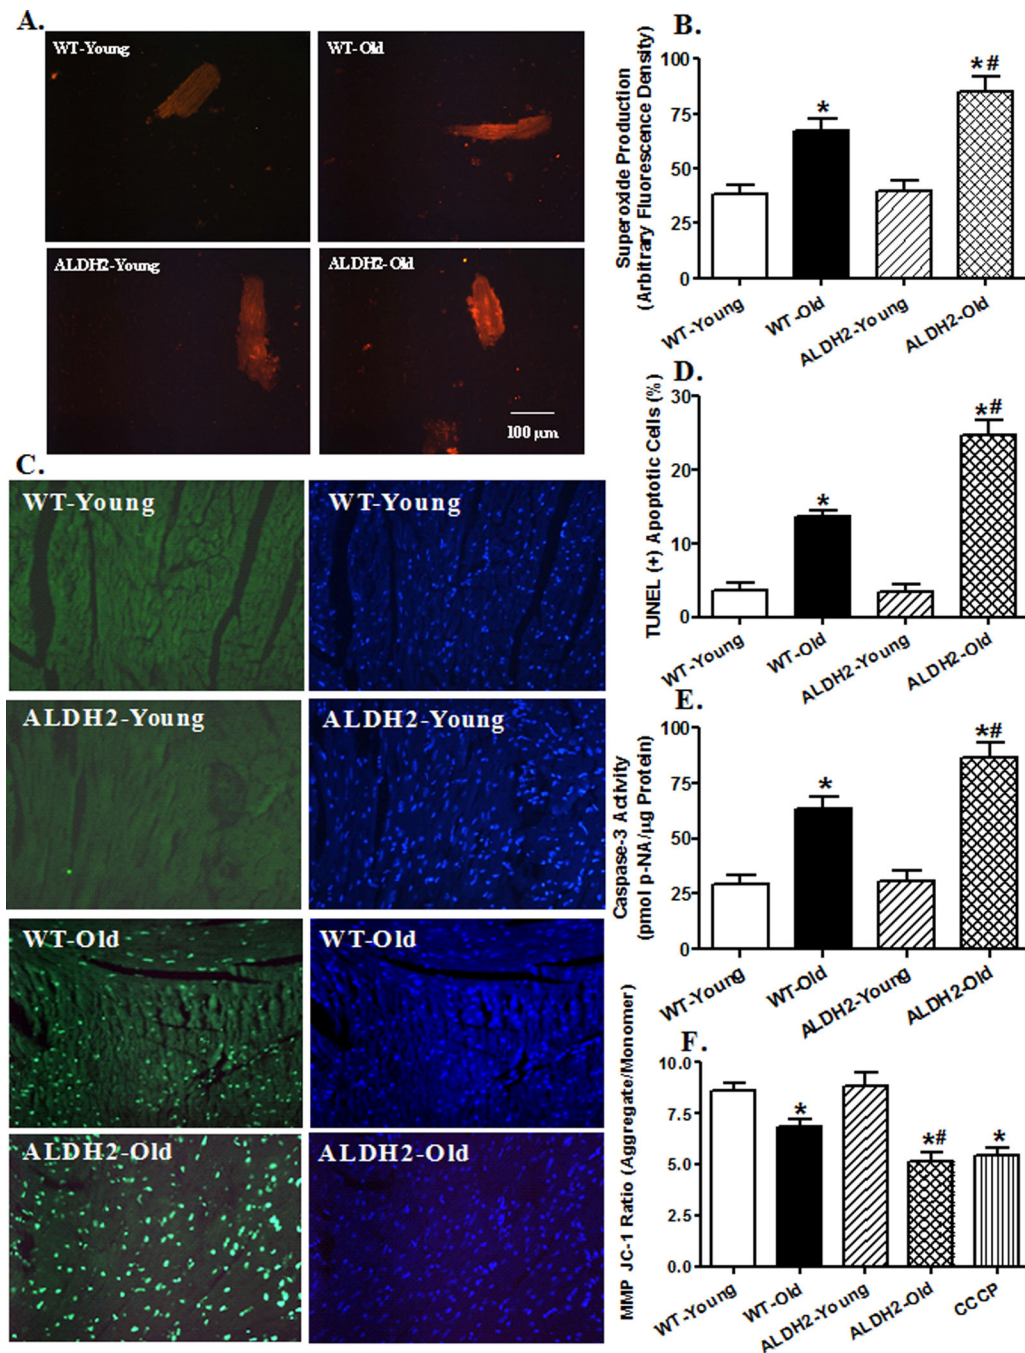 A.
WT-Young
WT-Old
ALDH2-Young
ALDH2-Old
100 μm
B.
Superoxide Production
(Arbitrary Fluorescence Density)
100
75
50
25
0
*
*#
WT-Young
WT-Old
ALDH2-Young
ALDH2-Old
C.
WT-Young
WT-Young
ALDH2-Young
ALDH2-Young
WT-Old
WT-Old
ALDH2-Old
ALDH2-Old
D.
TUNEL (+) Apoptotic Cells (%)
30
20
10
0
*
*#
WT-Young
WT-Old
ALDH2-Young
ALDH2-Old
E.
Caspase-3 Activity
(pmol p-NA/μg Protein)
100
75
50
25
0
*
*#
WT-Young
WT-Old
ALDH2-Young
ALDH2-Old
F.
MMP JC-1 Ratio (Aggregate/Monomer)
10.0
7.5
5.0
2.5
0.0
*
*#
*
WT-Young
WT-Old
ALDH2-Young
ALDH2-Old
CCCP